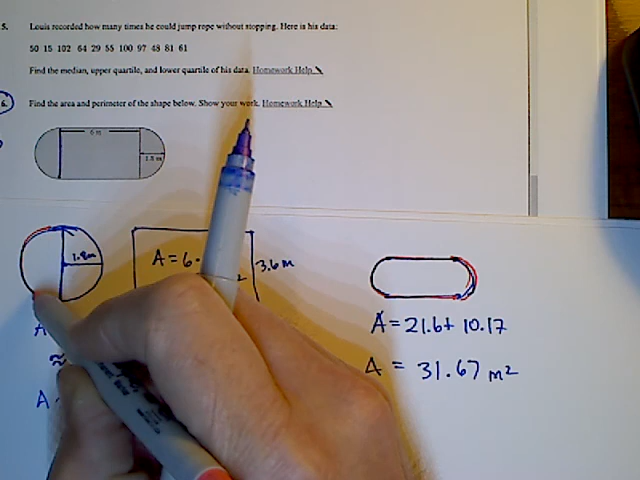 5. Louis recorded how many times he could jump rope without stopping. Here is his data:
50 15 102 64 29 55 100 97 48 81 61
Find the median, upper quartile, and lower quartile of his data. Homework Help
6. Find the area and perimeter of the shape below. Show your work. Homework Help
6 m
1.8 m
1.8m
A = 6.
2
3.6 m
A
≈
A
A = 21.6 + 10.17
A = 31.67 m²